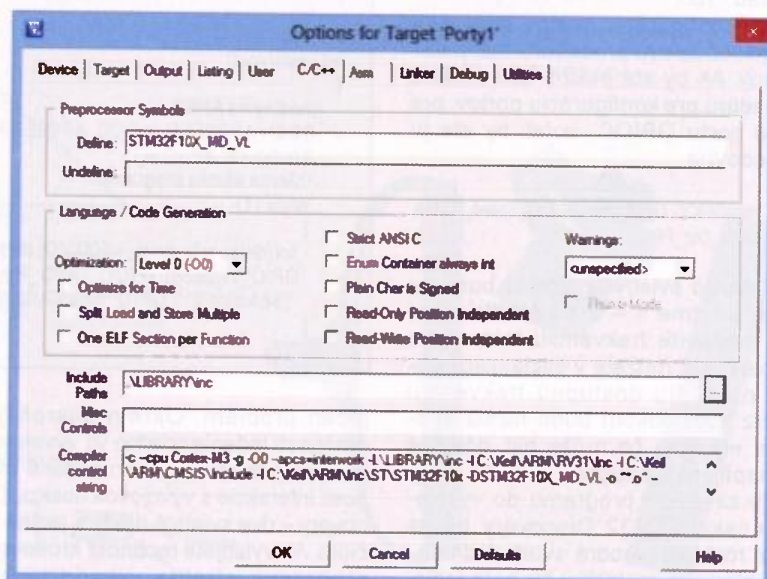 Options for Target 'Porty1'
Device Target Output Listing User C/C++ Asm Linker Debug Utilities
Preprocessor Symbols
Define: STM32F10X_MD_VL
Undefine:
Language / Code Generation
Optimization: Level 0 (-O0)
Optimize for Time
Split Load and Store Multiple
One ELF Section per Function
Strict ANSI C
Enum Container always int
Plain Char is Signed
Read-Only Position Independent
Read-Write Position Independent
Warnings:
<unspecified>
Thumb Mode
Include Paths
.\LIBRARY\inc
...
Misc Controls
Compiler control string
-c --cpu Cortex-M3 -g -O0 --apcs=interwork -I.\LIBRARY\inc -I C:\Keil\ARM\RV31\Inc -I C:\Keil
\ARM\CMSIS\Include -I C:\Keil\ARM\Inc\ST\STM32F10x -DSTM32F10X_MD_VL -o "*.o" --
OK Cancel Defaults Help